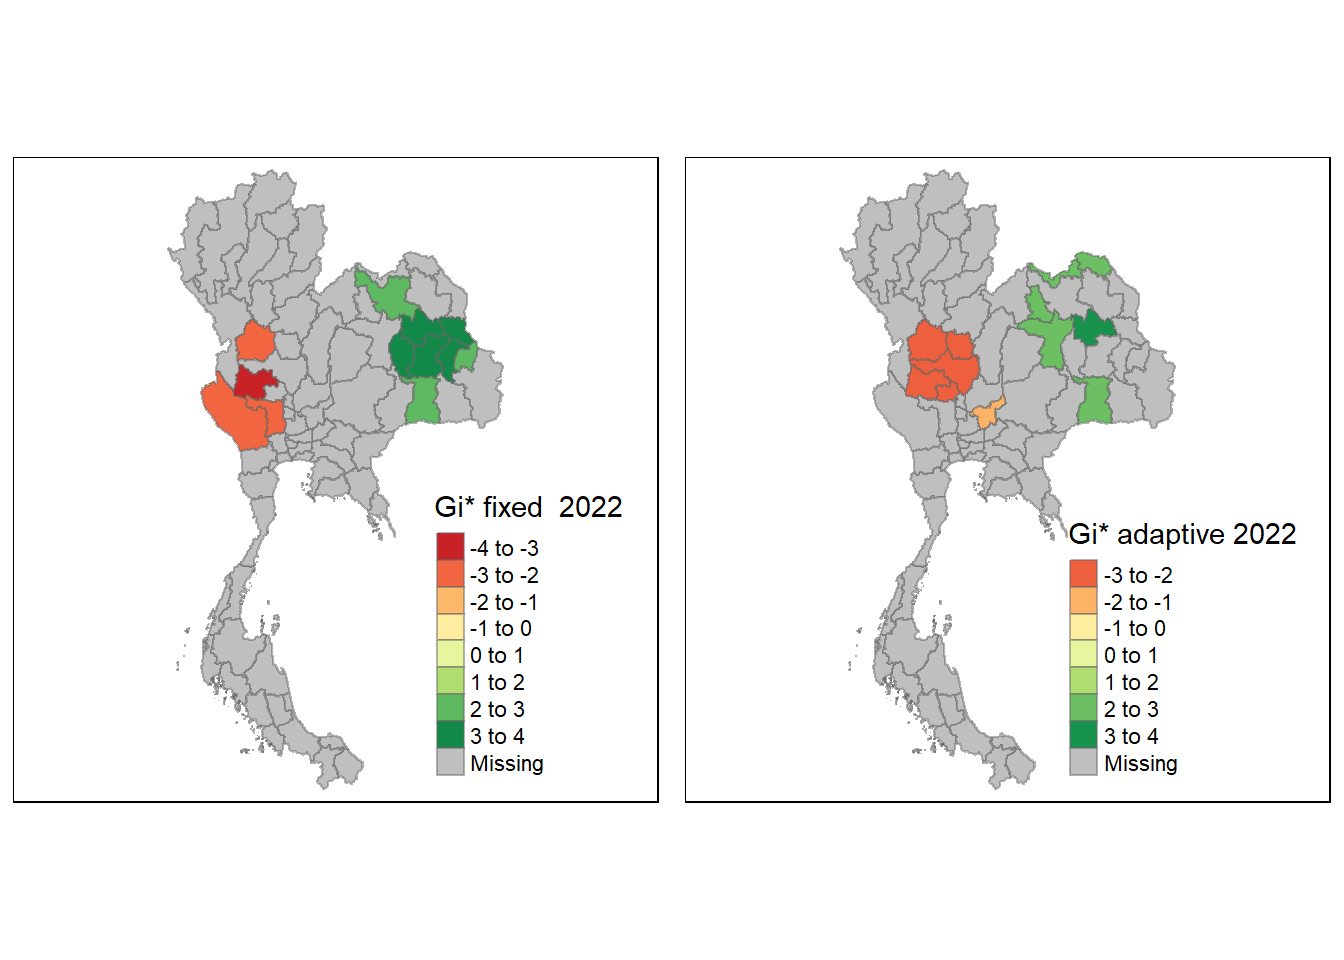 Gi* fixed  2022
-4 to -3
-3 to -2
-2 to -1
-1 to 0
0 to 1
1 to 2
2 to 3
3 to 4
Missing
Gi* adaptive 2022
-3 to -2
-2 to -1
-1 to 0
0 to 1
1 to 2
2 to 3
3 to 4
Missing